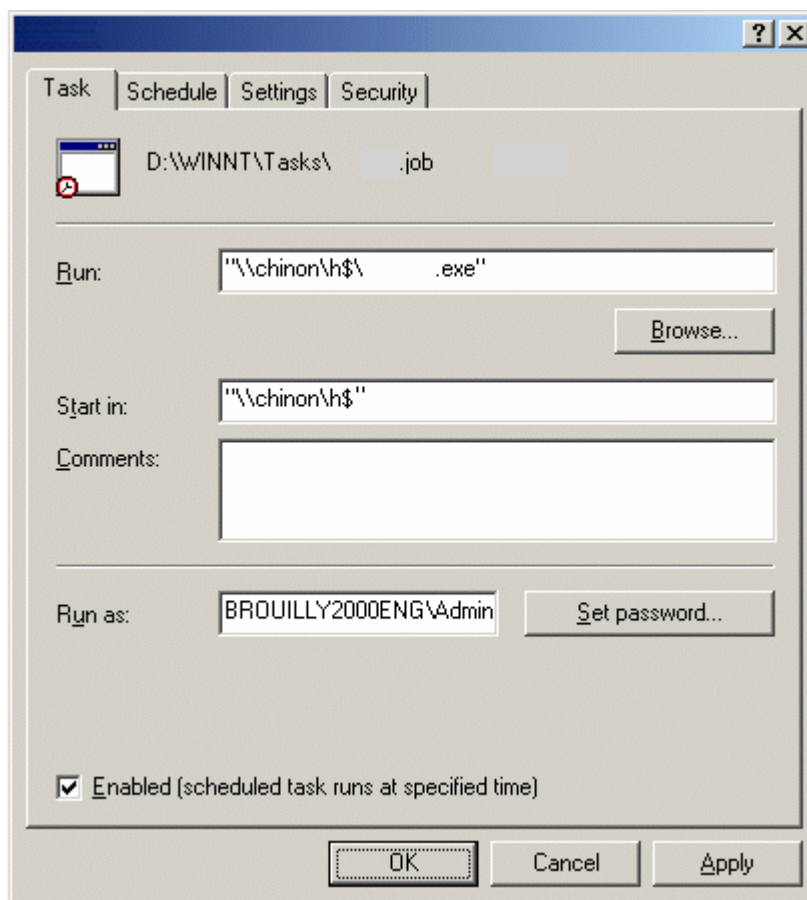 Task Schedule Settings Security
D:\WINNT\Tasks\ .job
Run: "\\chinon\h$\ .exe"
Browse...
Start in: "\\chinon\h$"
Comments:
Run as: BROUILLY2000ENG\Admin Set password...
Enabled (scheduled task runs at specified time)
OK Cancel Apply